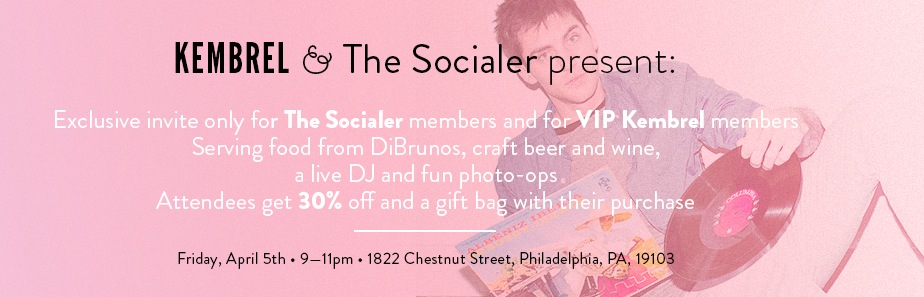 KEMBREL & The Socialer present:
Exclusive invite only for The Socialer members and for VIP Kembrel members
Serving food from DiBrunos, craft beer and wine,
a live DJ and fun photo-ops
Attendees get 30% off and a gift bag with their purchase
Friday, April 5th • 9—11pm • 1822 Chestnut Street, Philadelphia, PA, 19103